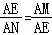 AE/AN = AM/AE